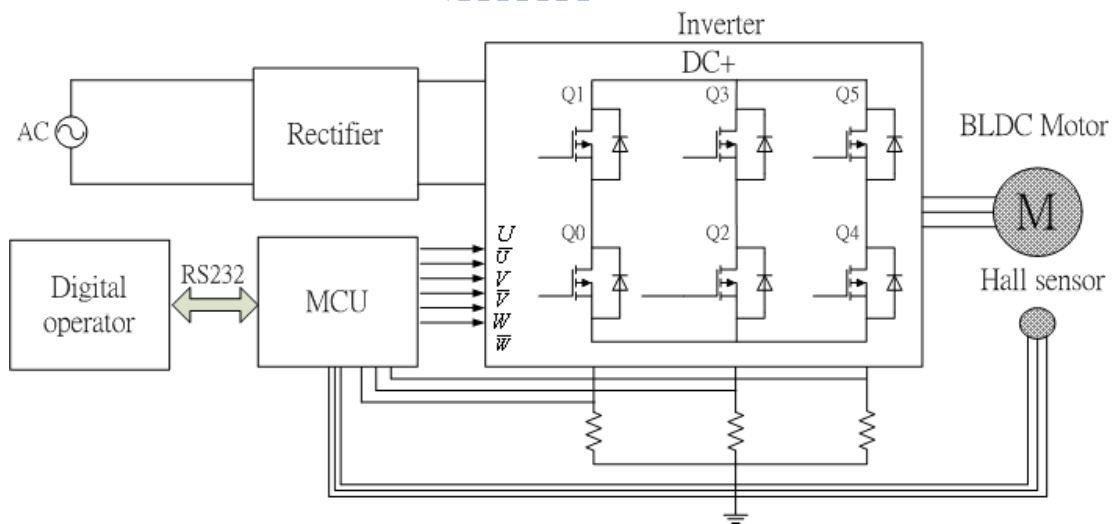 Inverter
DC+
Q1
Q3
Q5
AC
Rectifier
BLDC Motor
M
Q0
Q2
Q4
Hall sensor
Digital
operator
RS232
MCU
U
U̅
V
V̅
W
W̅